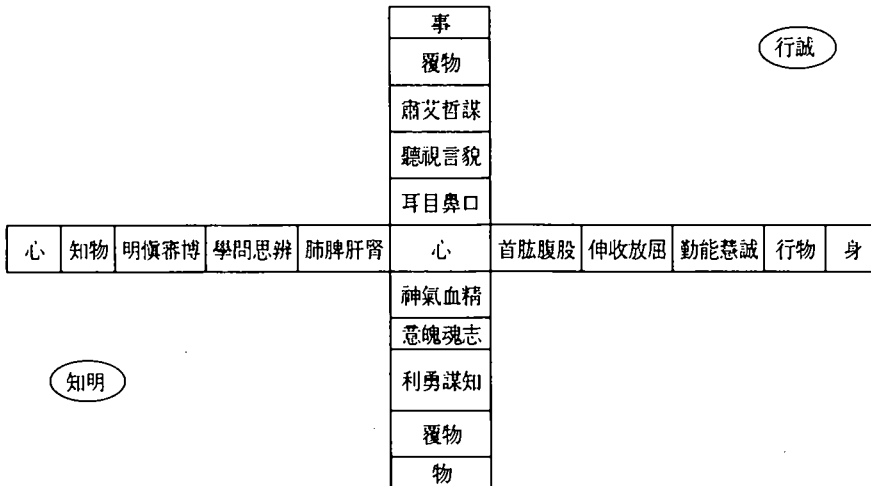 事
行誠
覆物
肅艾哲謀
聽視言貌
耳目鼻口
心 知物 明愼審博 學問思辨 肺脾肝腎 心 首肱腹股 伸收放屈 勤能慧誠 行物 身
神氣血精
意魄魂志
知明
利勇謀知
覆物
物